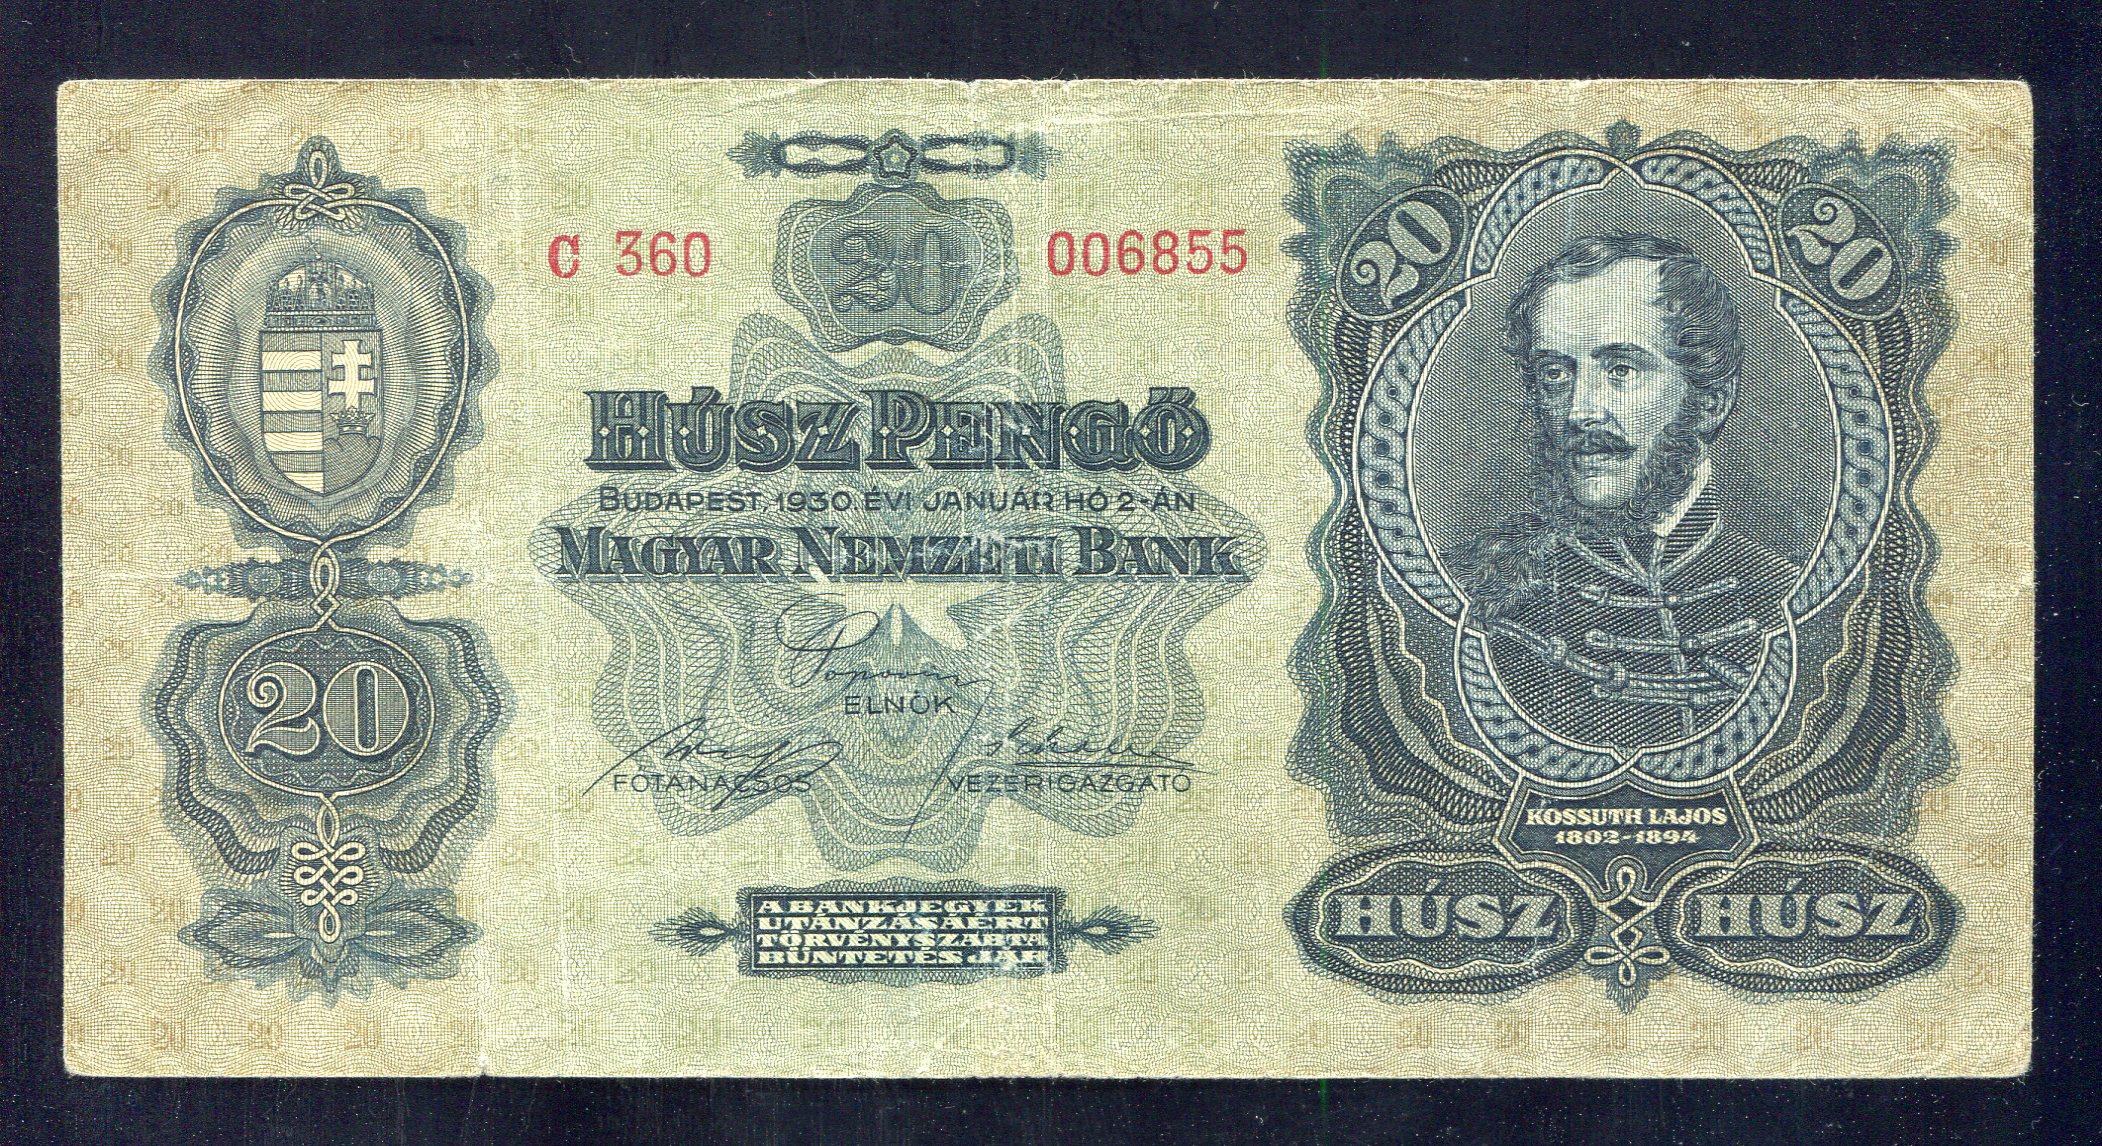 C 360
20
006855
20
20
HÚSZ PENGŐ
BUDAPEST, 1930. ÉVI JANUÁR HÓ 2-ÁN
MAGYAR NEMZETI BANK
ELNÖK
FŐTANÁCSOS
VEZÉRIGAZGATÓ
20
KOSSUTH LAJOS
1802-1894
HÚSZ
HÚSZ
A BANKJEGYEK
UTÁNZÁSAÉRT
TÖRVÉNYSZABTA
BÜNTETÉS JÁR